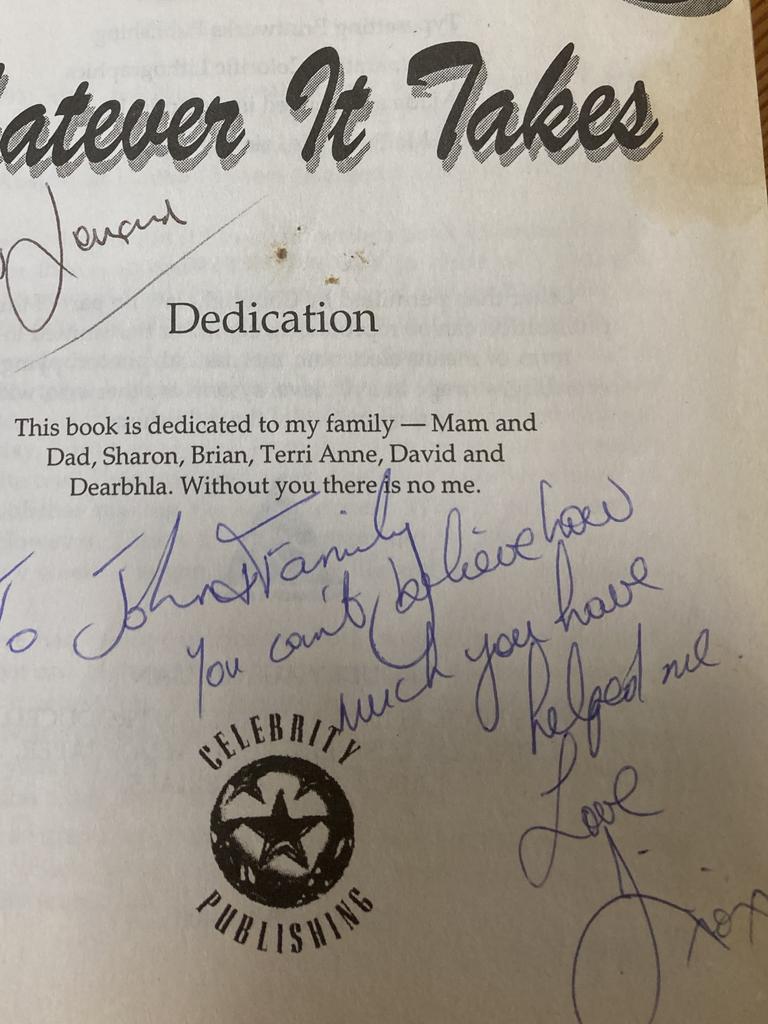 atever It Takes
Dedication
This book is dedicated to my family — Mam and
Dad, Sharon, Brian, Terri Anne, David and
Dearbhla. Without you there is no me.
To John & Family
You can't believe how
much you have
helped me.
Love
xox
CELEBRITY
PUBLISHING